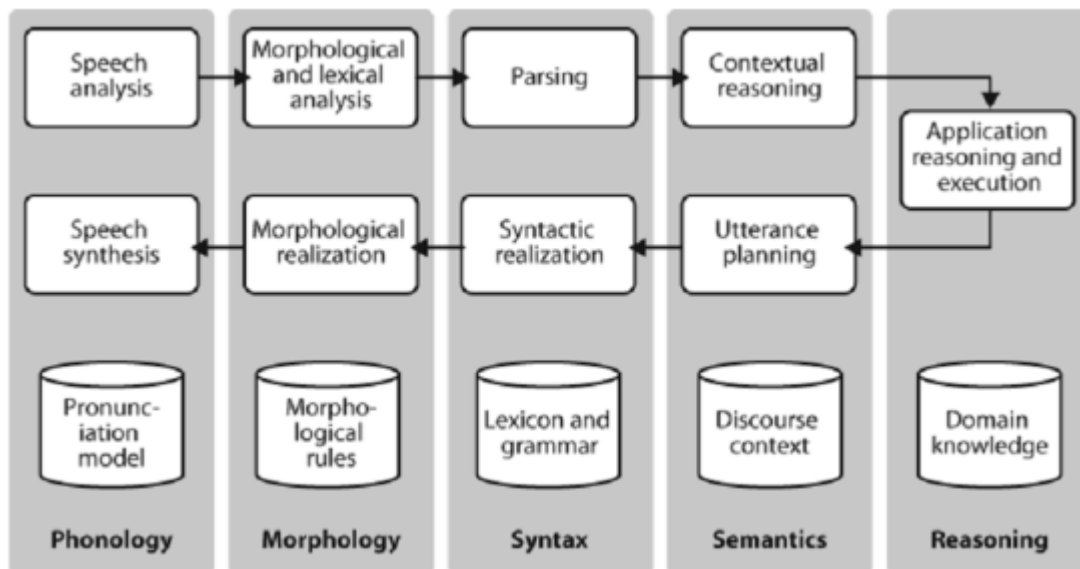 Speech
analysis
Morphological
and lexical
analysis
Parsing
Contextual
reasoning
Application
reasoning and
execution
Speech
synthesis
Morphological
realization
Syntactic
realization
Utterance
planning
Pronunc-
iation
model
Morpho-
logical
rules
Lexicon and
grammar
Discourse
context
Domain
knowledge
Phonology
Morphology
Syntax
Semantics
Reasoning